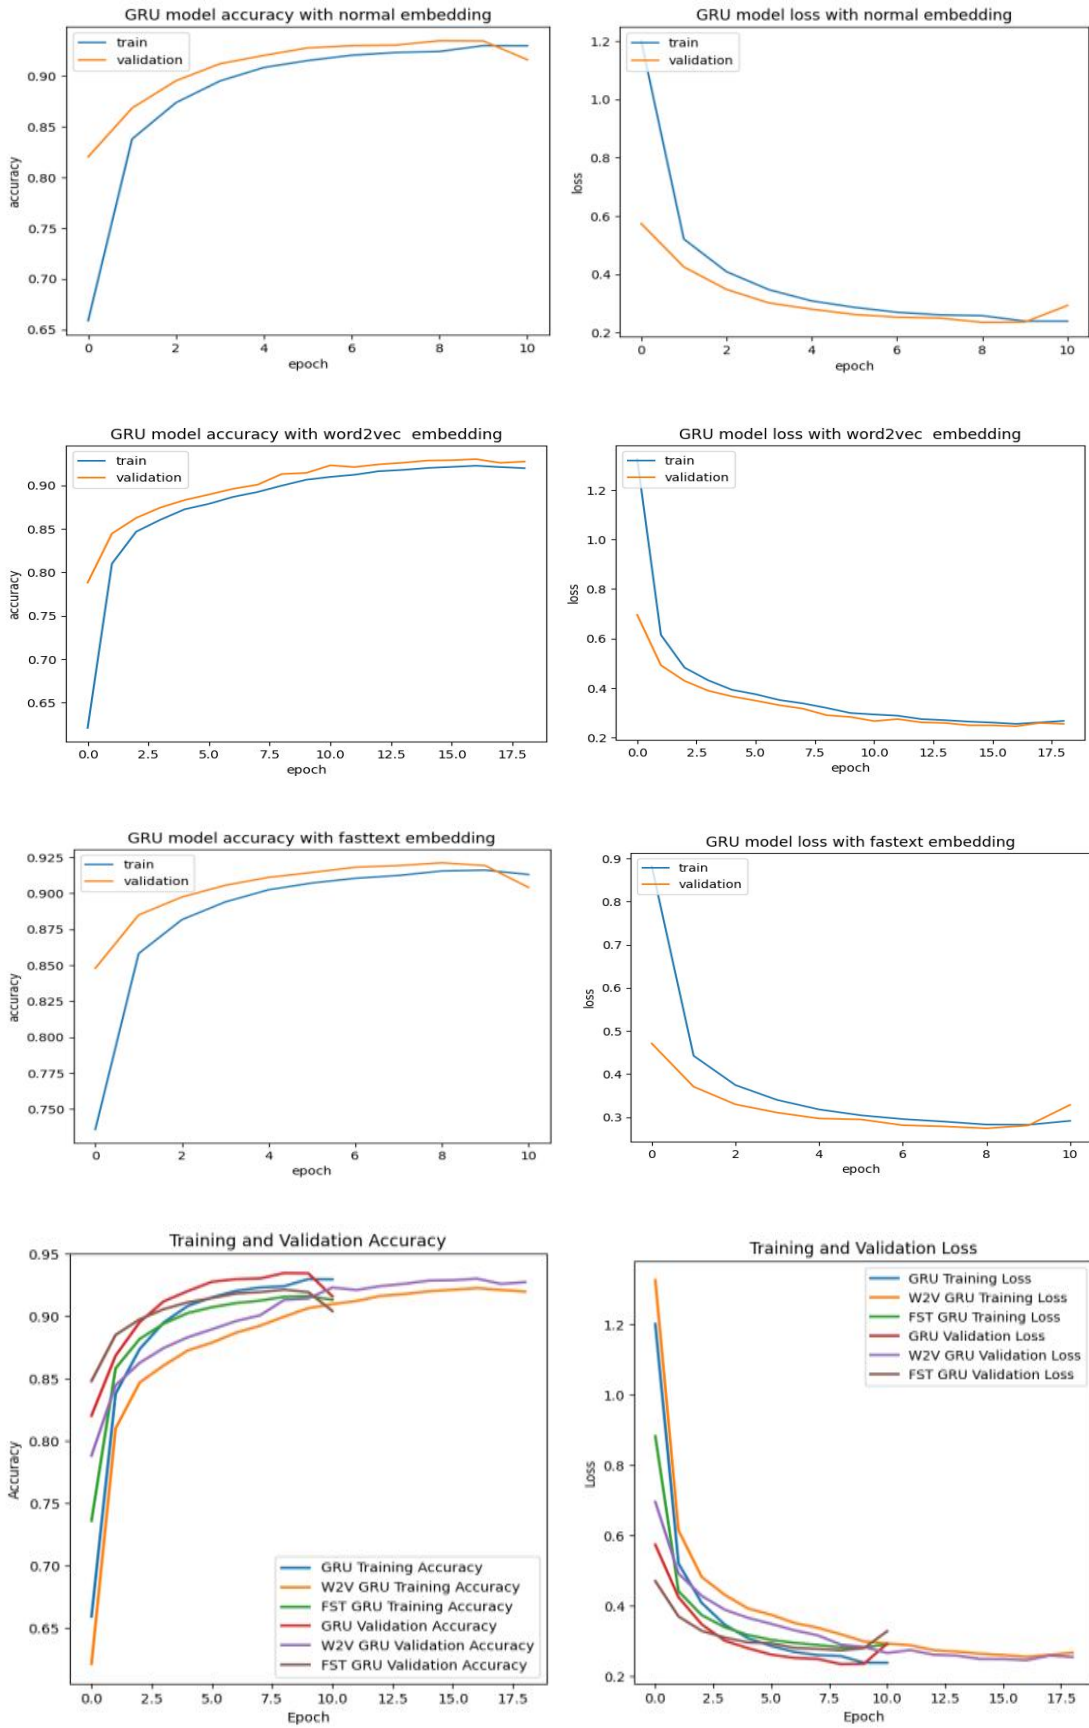 GRU model accuracy with normal embedding
train
validation
0.90
0.85
0.80
0.75
0.70
0.65
accuracy
0 2 4 6 8 10
epoch
GRU model loss with normal embedding
train
validation
1.2
1.0
0.8
0.6
0.4
0.2
loss
0 2 4 6 8 10
epoch
GRU model accuracy with word2vec embedding
train
validation
0.90
0.85
0.80
0.75
0.70
0.65
accuracy
0.0 2.5 5.0 7.5 10.0 12.5 15.0 17.5
epoch
GRU model loss with word2vec embedding
train
validation
1.2
1.0
0.8
0.6
0.4
0.2
loss
0.0 2.5 5.0 7.5 10.0 12.5 15.0 17.5
epoch
GRU model accuracy with fasttext embedding
train
validation
0.925
0.900
0.875
0.850
0.825
0.800
0.775
0.750
accuracy
0 2 4 6 8 10
epoch
GRU model loss with fastext embedding
train
validation
0.9
0.8
0.7
0.6
0.5
0.4
0.3
loss
0 2 4 6 8 10
epoch
Training and Validation Accuracy
0.95
0.90
0.85
0.80
0.75
0.70
0.65
Accuracy
GRU Training Accuracy
W2V GRU Training Accuracy
FST GRU Training Accuracy
GRU Validation Accuracy
W2V GRU Validation Accuracy
FST GRU Validation Accuracy
0.0 2.5 5.0 7.5 10.0 12.5 15.0 17.5
Epoch
Training and Validation Loss
GRU Training Loss
W2V GRU Training Loss
FST GRU Training Loss
GRU Validation Loss
W2V GRU Validation Loss
FST GRU Validation Loss
1.2
1.0
0.8
0.6
0.4
0.2
Loss
0.0 2.5 5.0 7.5 10.0 12.5 15.0 17.5
Epoch